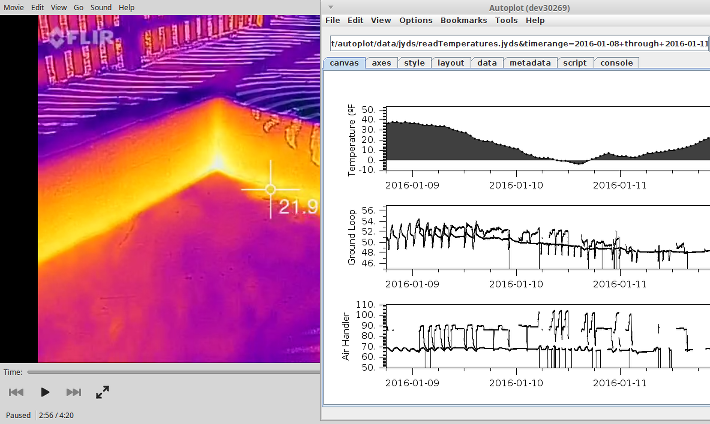 Movie Edit View Go Sound Help
FLIR
21.9
Time:
Paused 2:56 / 4:20
Autoplot (dev30269)
File Edit View Options Bookmarks Tools Help
t/autoplot/data/jyds/readTemperatures.jyds&timerange=2016-01-08+through+2016-01-11
canvas axes style layout data metadata script console
Temperature (ºF
50.
40.
30.
20.
10.
0.
-10.
2016-01-09 2016-01-10 2016-01-11
Ground Loop
56.
54.
52.
50.
48.
46.
2016-01-09 2016-01-10 2016-01-11
Air Handler
110.
100.
90.
80.
70.
60.
50.
2016-01-09 2016-01-10 2016-01-11